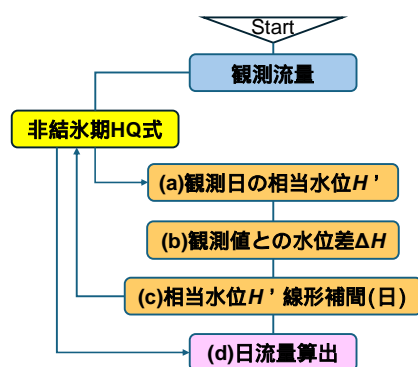 Start
観測流量
非結氷期HQ式
(a)観測日の相当水位H’
(b)観測値との水位差ΔH
(c)相当水位H’ 線形補間(日)
(d)日流量算出